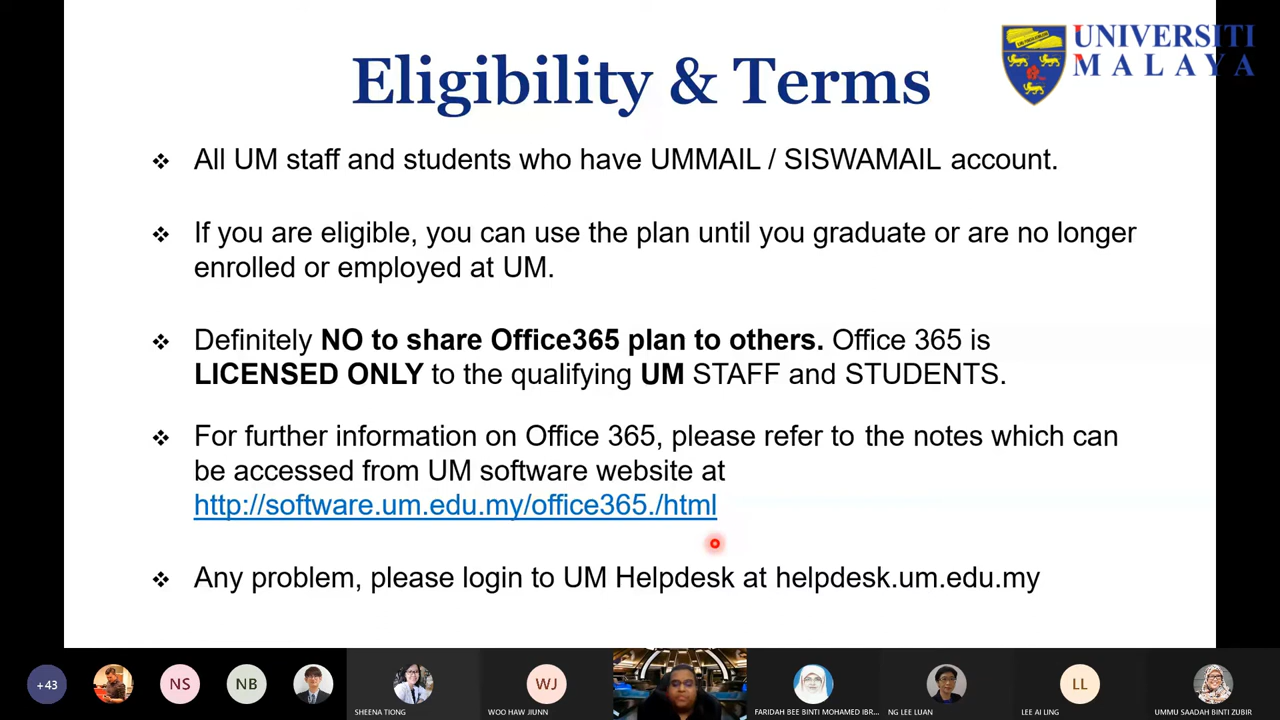 UNIVERSITI
MALAYA
Eligibility & Terms
❖ All UM staff and students who have UMMAIL / SISWAMAIL account.
❖ If you are eligible, you can use the plan until you graduate or are no longer
enrolled or employed at UM.
❖ Definitely NO to share Office365 plan to others. Office 365 is
LICENSED ONLY to the qualifying UM STAFF and STUDENTS.
❖ For further information on Office 365, please refer to the notes which can
be accessed from UM software website at
http://software.um.edu.my/office365./html
❖ Any problem, please login to UM Helpdesk at helpdesk.um.edu.my
+43
NS
NB
SHEENA TIONG
WJ
WOO HAW JIUNN
FARIDAH BEE BINTI MOHAMED IBR...
NG LEE LUAN
LL
LEE AI LING
UMMU SAADAH BINTI ZUBIR